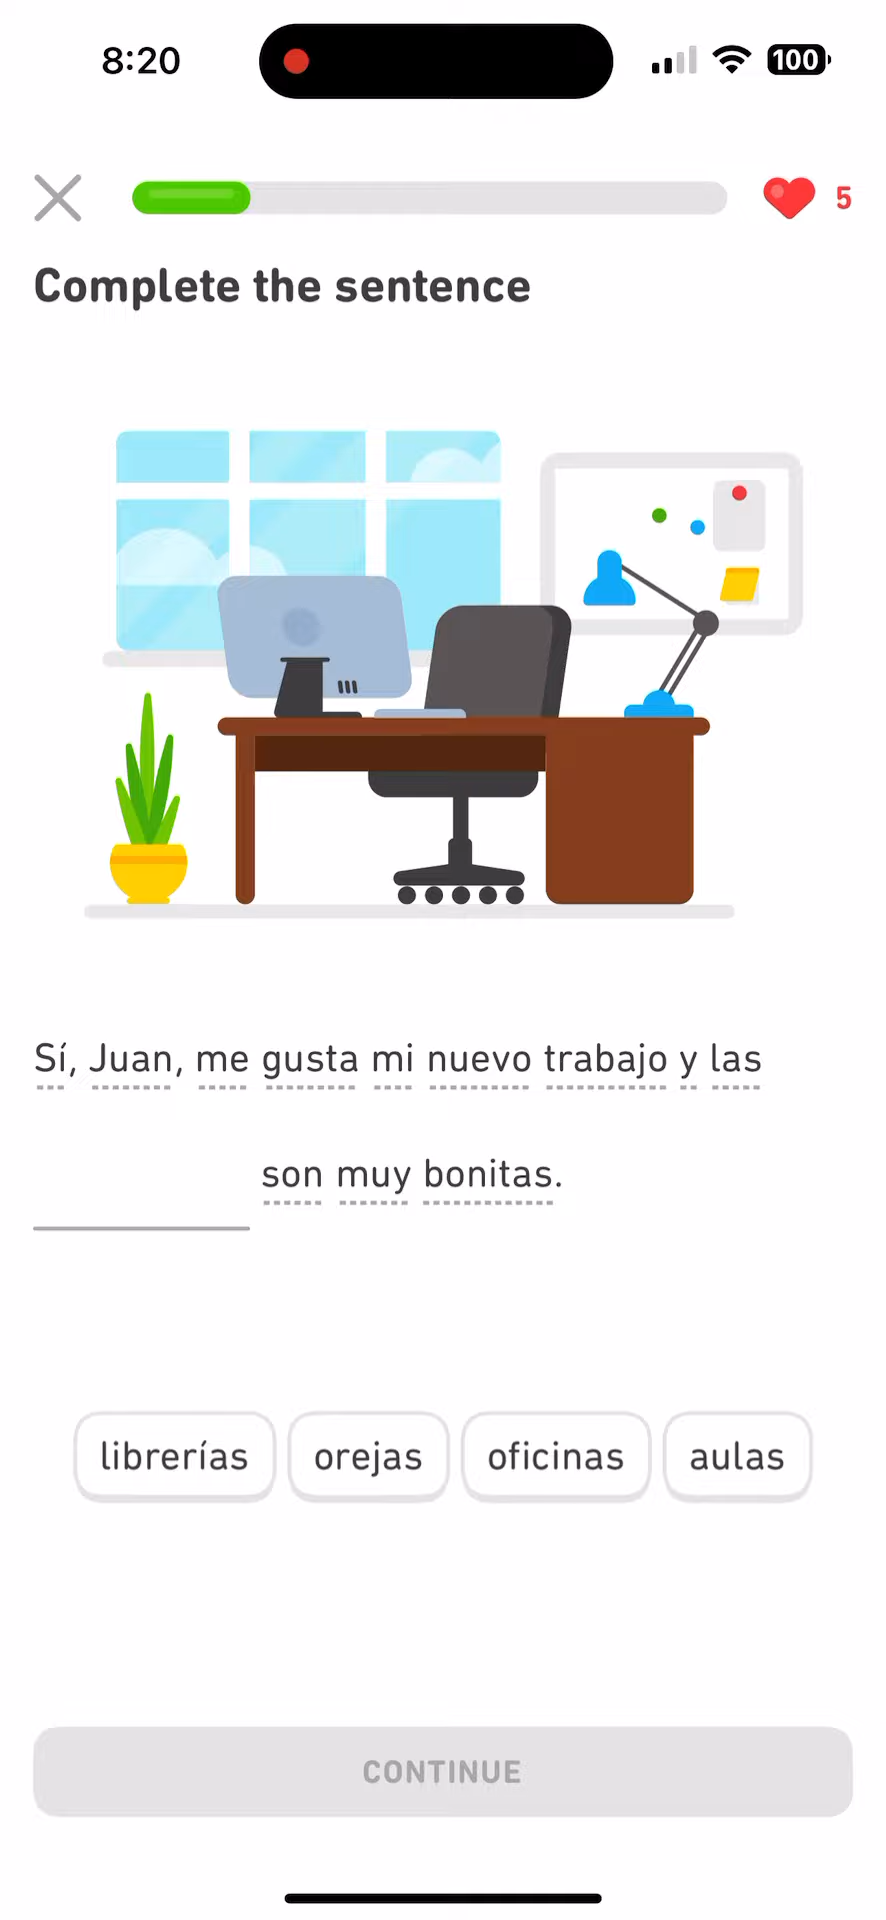 8:20
100
5
Complete the sentence
Sí, Juan, me gusta mi nuevo trabajo y las
son muy bonitas.
librerías orejas oficinas aulas
CONTINUE